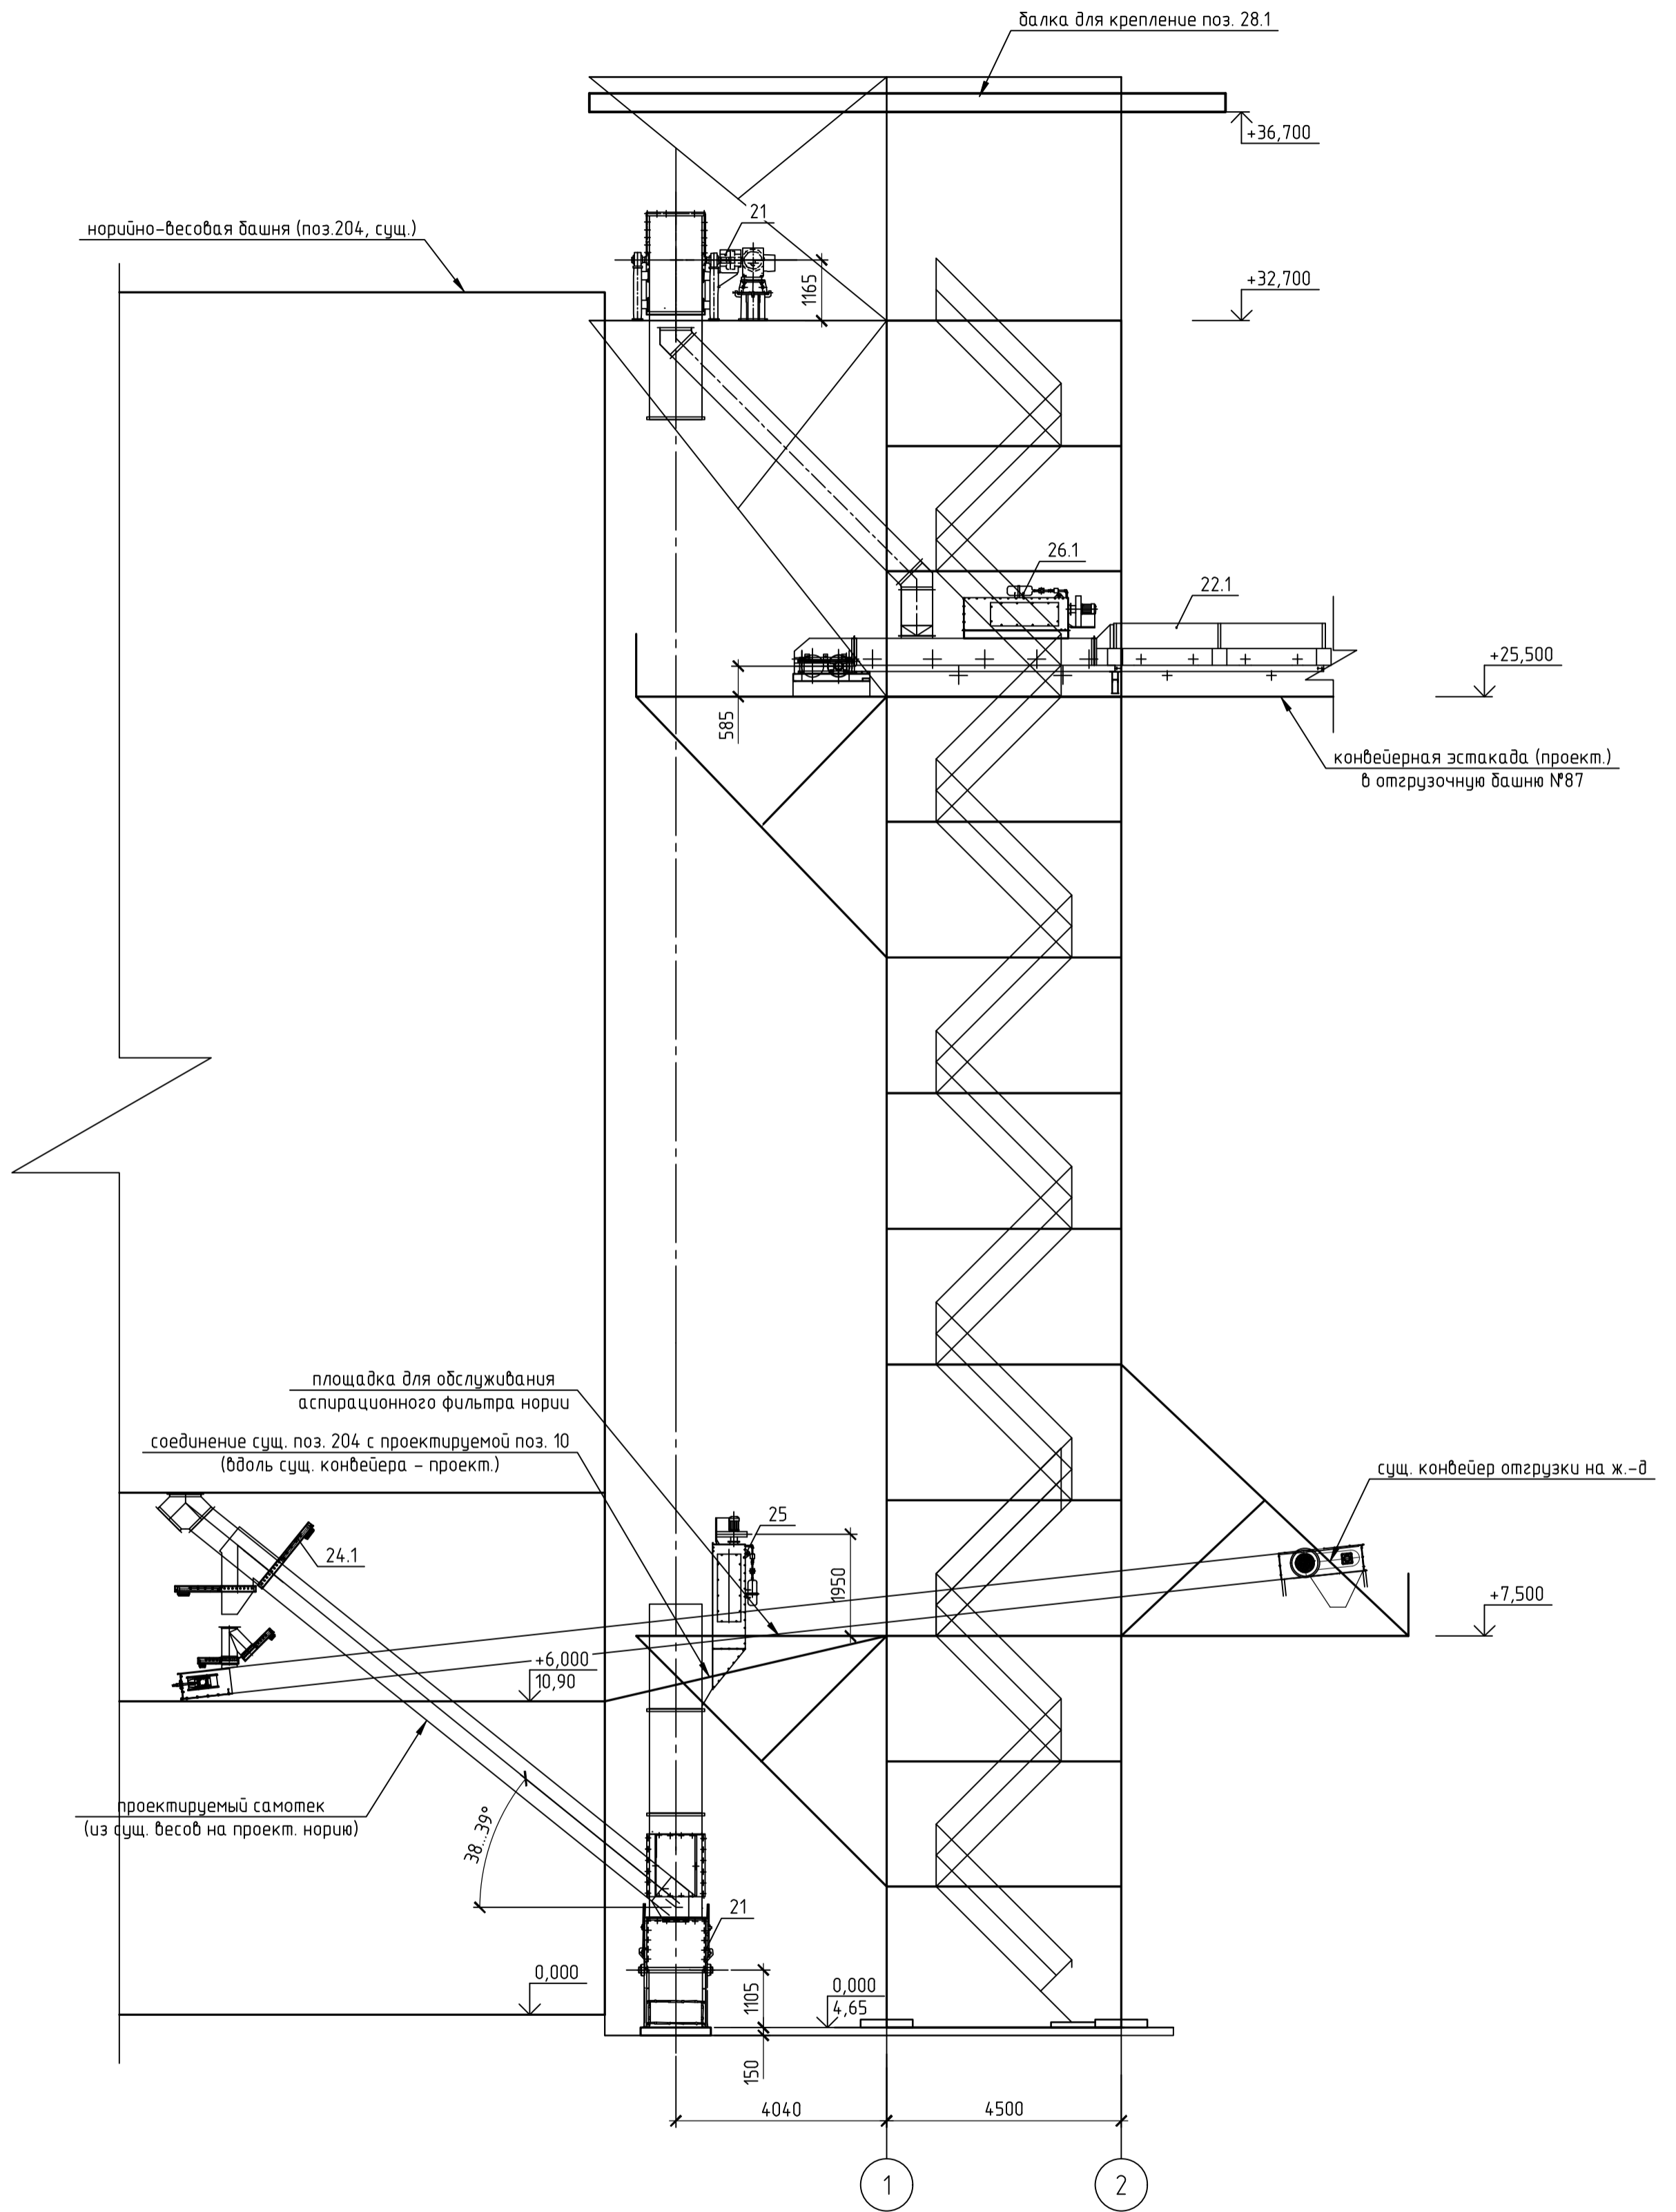 балка для крепление поз. 28.1
+36,700
норийно-весовая башня (поз.204, сущ.)
21
+32,700
1165
26.1
22.1
+25,500
585
конвейерная эстакада (проект.)
в отгрузочную башню №87
площадка для обслуживания
аспирационного фильтра нории
соединение сущ. поз. 204 с проектируемой поз. 10
(вдоль сущ. конвейера - проект.)
сущ. конвейер отгрузки на ж.-д
25
24.1
1950
+7,500
+6,000
10,90
проектируемый самотек
(из сущ. весов на проект. норию)
38...39°
21
0,000
1105
0,000
4,65
150
4040
4500
1
2